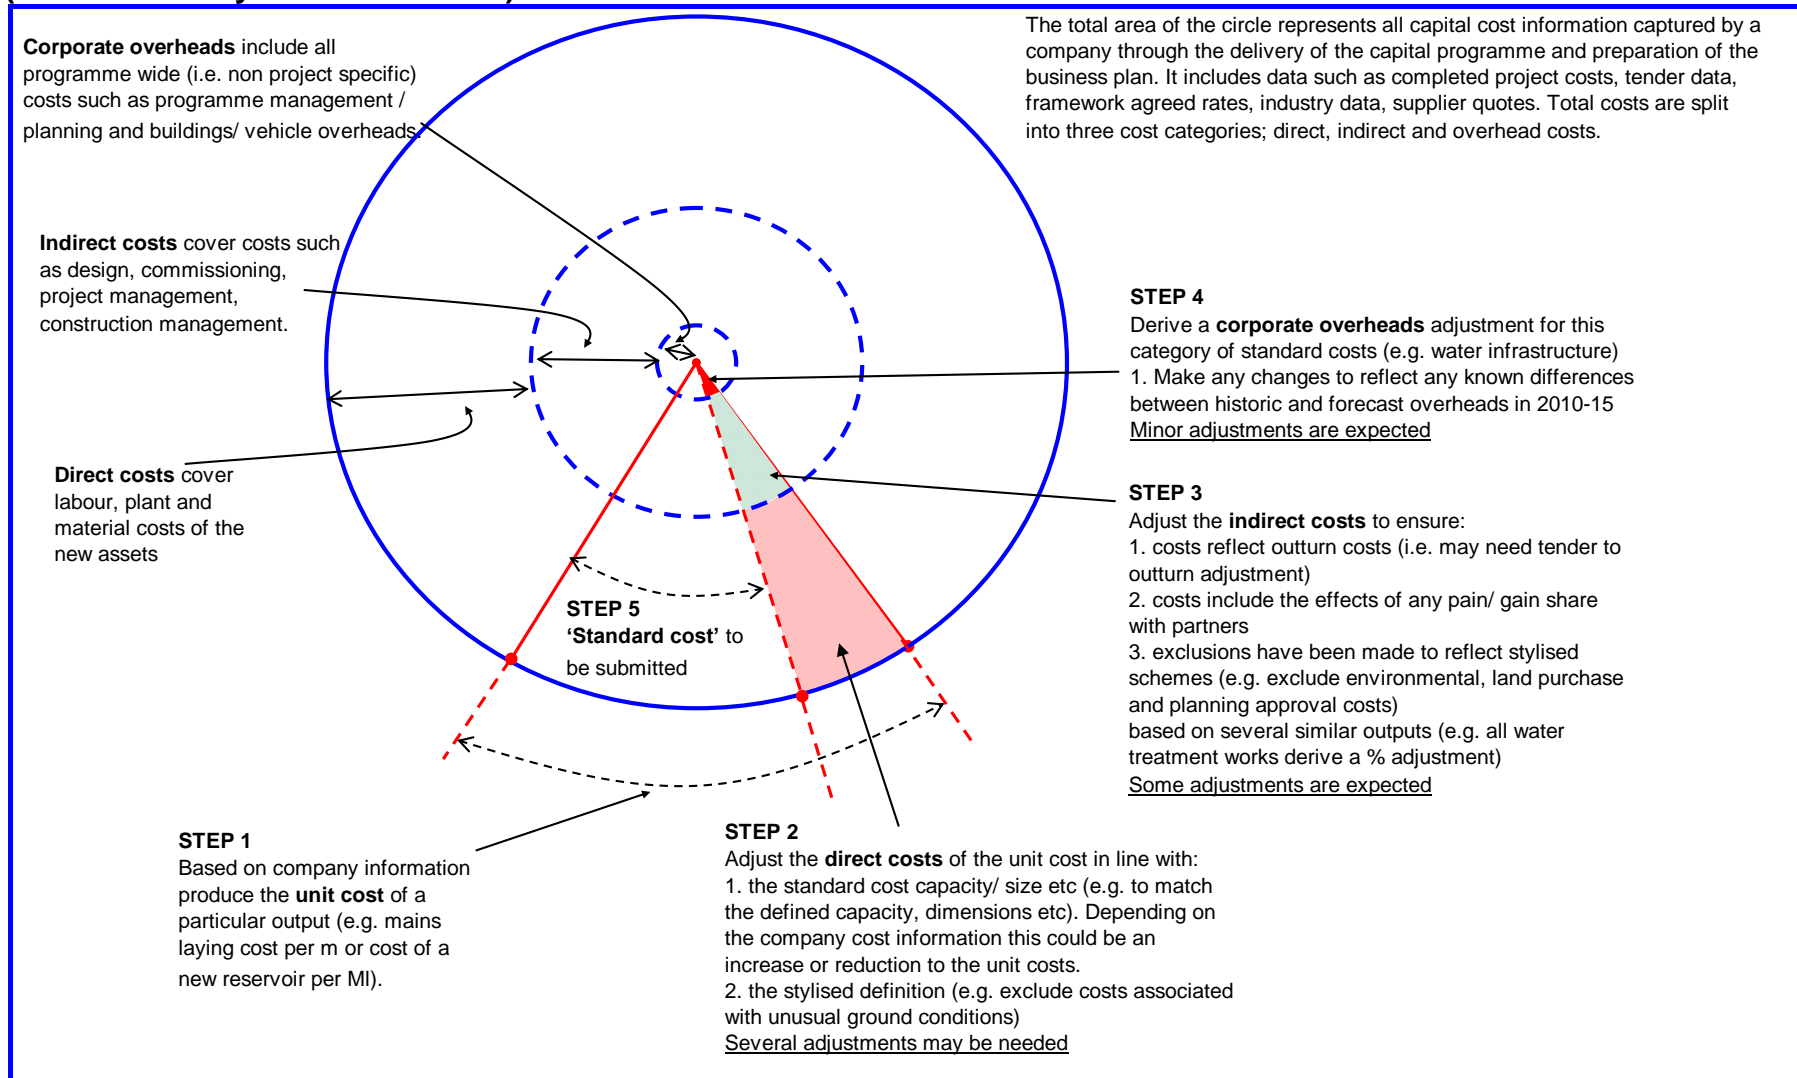 Corporate overheads include all
programme wide (i.e. non project specific)
costs such as programme management /
planning and buildings/ vehicle overheads.
The total area of the circle represents all capital cost information captured by a
company through the delivery of the capital programme and preparation of the
business plan. It includes data such as completed project costs, tender data,
framework agreed rates, industry data, supplier quotes. Total costs are split
into three cost categories; direct, indirect and overhead costs.
Indirect costs cover costs such
as design, commissioning,
project management,
construction management.
Direct costs cover
labour, plant and
material costs of the
new assets
STEP 4
Derive a corporate overheads adjustment for this
category of standard costs (e.g. water infrastructure)
1. Make any changes to reflect any known differences
between historic and forecast overheads in 2010-15
Minor adjustments are expected
STEP 3
Adjust the indirect costs to ensure:
1. costs reflect outturn costs (i.e. may need tender to
outturn adjustment)
2. costs include the effects of any pain/ gain share
with partners
3. exclusions have been made to reflect stylised
schemes (e.g. exclude environmental, land purchase
and planning approval costs)
based on several similar outputs (e.g. all water
treatment works derive a % adjustment)
Some adjustments are expected
STEP 5
‘Standard cost’ to
be submitted
STEP 1
Based on company information
produce the unit cost of a
particular output (e.g. mains
laying cost per m or cost of a
new reservoir per Ml).
STEP 2
Adjust the direct costs of the unit cost in line with:
1. the standard cost capacity/ size etc (e.g. to match
the defined capacity, dimensions etc). Depending on
the company cost information this could be an
increase or reduction to the unit costs.
2. the stylised definition (e.g. exclude costs associated
with unusual ground conditions)
Several adjustments may be needed